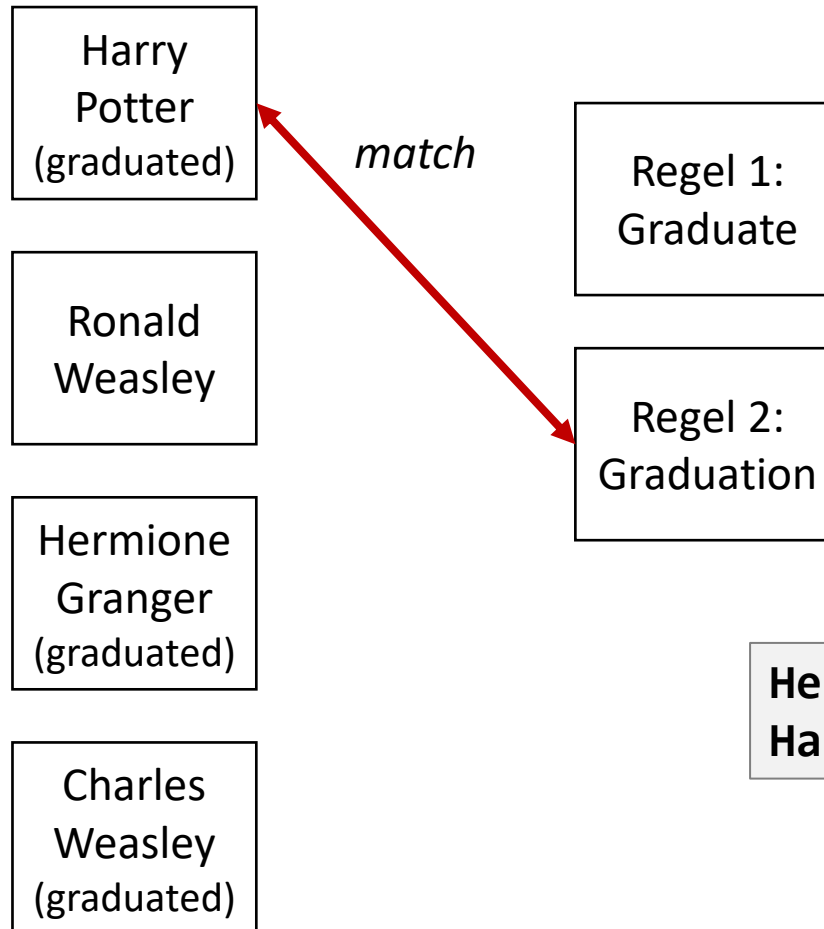 Harry
Potter
(graduated)
match
Regel 1:
Graduate
Ronald
Weasley
Regel 2:
Graduation
Hermione
Granger
(graduated)
He
Ha
Charles
Weasley
(graduated)